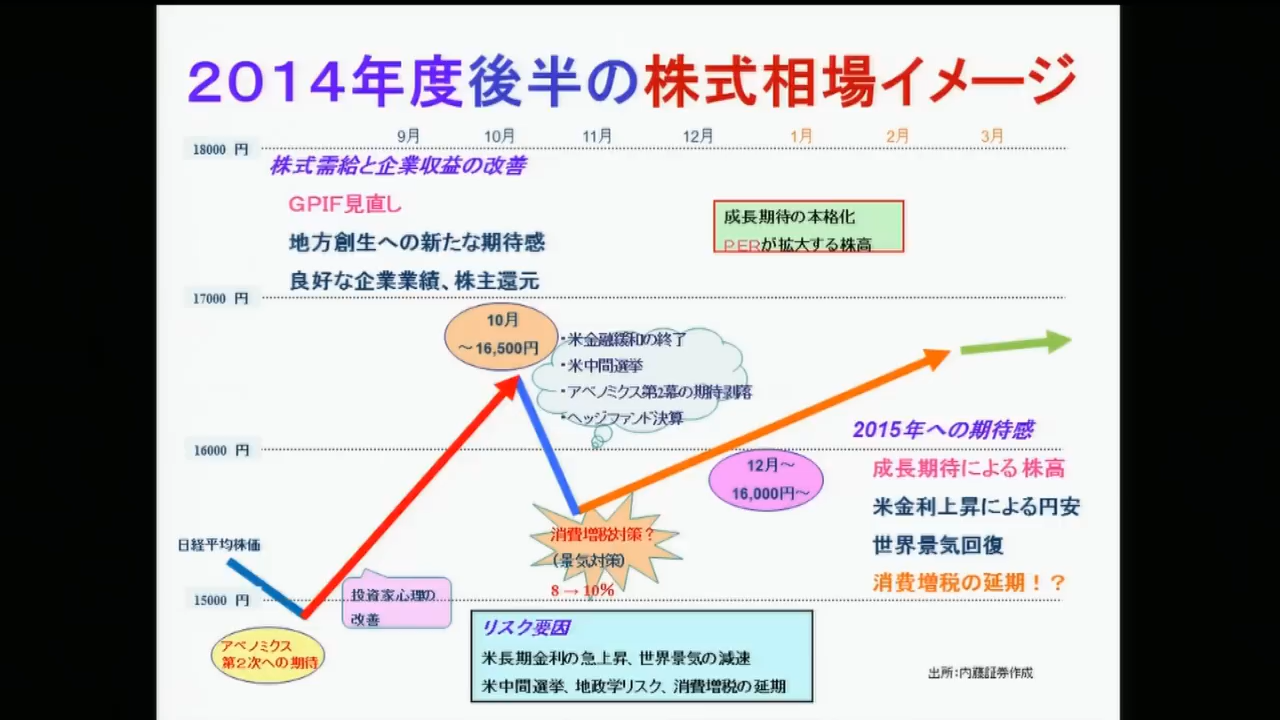 2014年度後半の株式相場イメージ
9月 10月 11月 12月 1月 2月 3月
18000 円
株式需給と企業収益の改善
GPIF見直し
地方創生への新たな期待感
良好な企業業績、株主還元
成長期待の本格化
PERが拡大する株高
17000 円
10月
～16,500円
・米金融緩和の終了
・米中間選挙
・アベノミクス第2幕の期待剥落
・ヘッジファンド決算
16000 円
12月～
16,000円～
2015年への期待感
成長期待による株高
米金利上昇による円安
世界景気回復
消費増税の延期！？
日経平均株価
消費増税対策？
(景気対策)
8 → 10%
15000 円
投資家心理の
改善
アベノミクス
第2次への期待
リスク要因
米長期金利の急上昇、世界景気の減速
米中間選挙、地政学リスク、消費増税の延期
出所：内藤証券作成